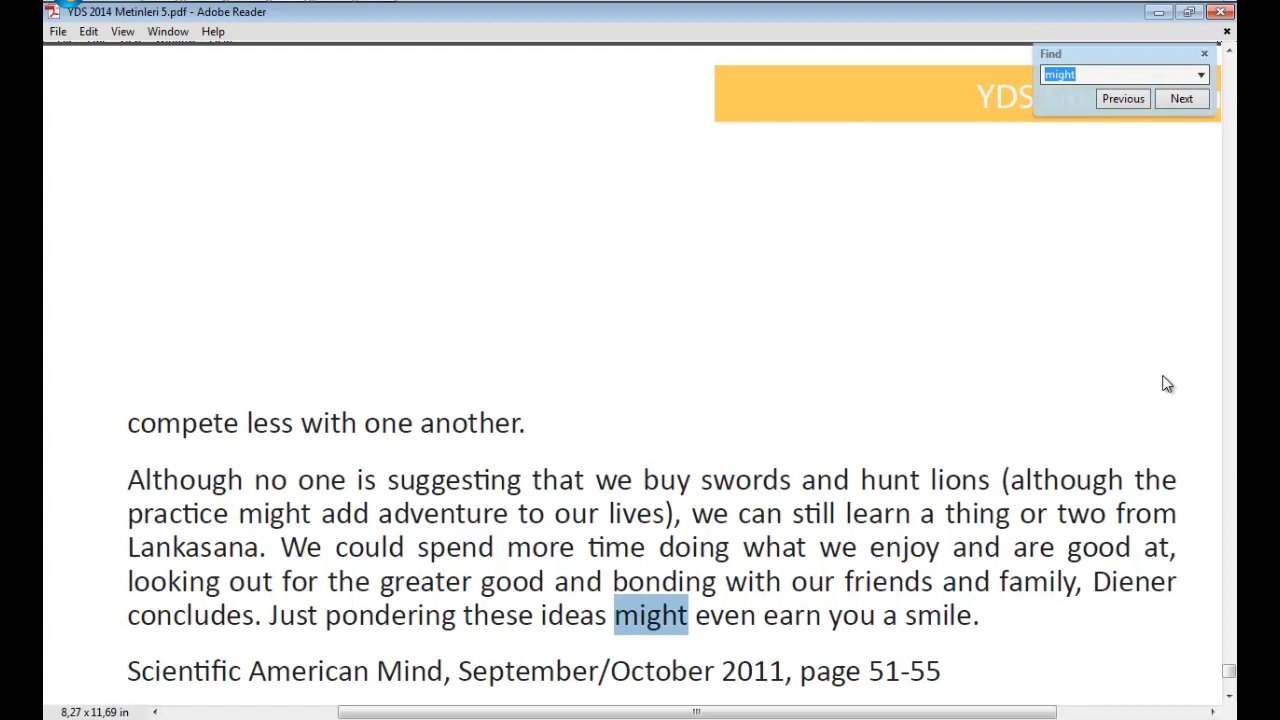 YDS 2014 Metinleri 5.pdf - Adobe Reader
File Edit View Window Help
Find
might
YDS
Previous Next
compete less with one another.
Although no one is suggesting that we buy swords and hunt lions (although the
practice might add adventure to our lives), we can still learn a thing or two from
Lankasana. We could spend more time doing what we enjoy and are good at,
looking out for the greater good and bonding with our friends and family, Diener
concludes. Just pondering these ideas might even earn you a smile.
Scientific American Mind, September/October 2011, page 51-55
8,27 x 11,69 in